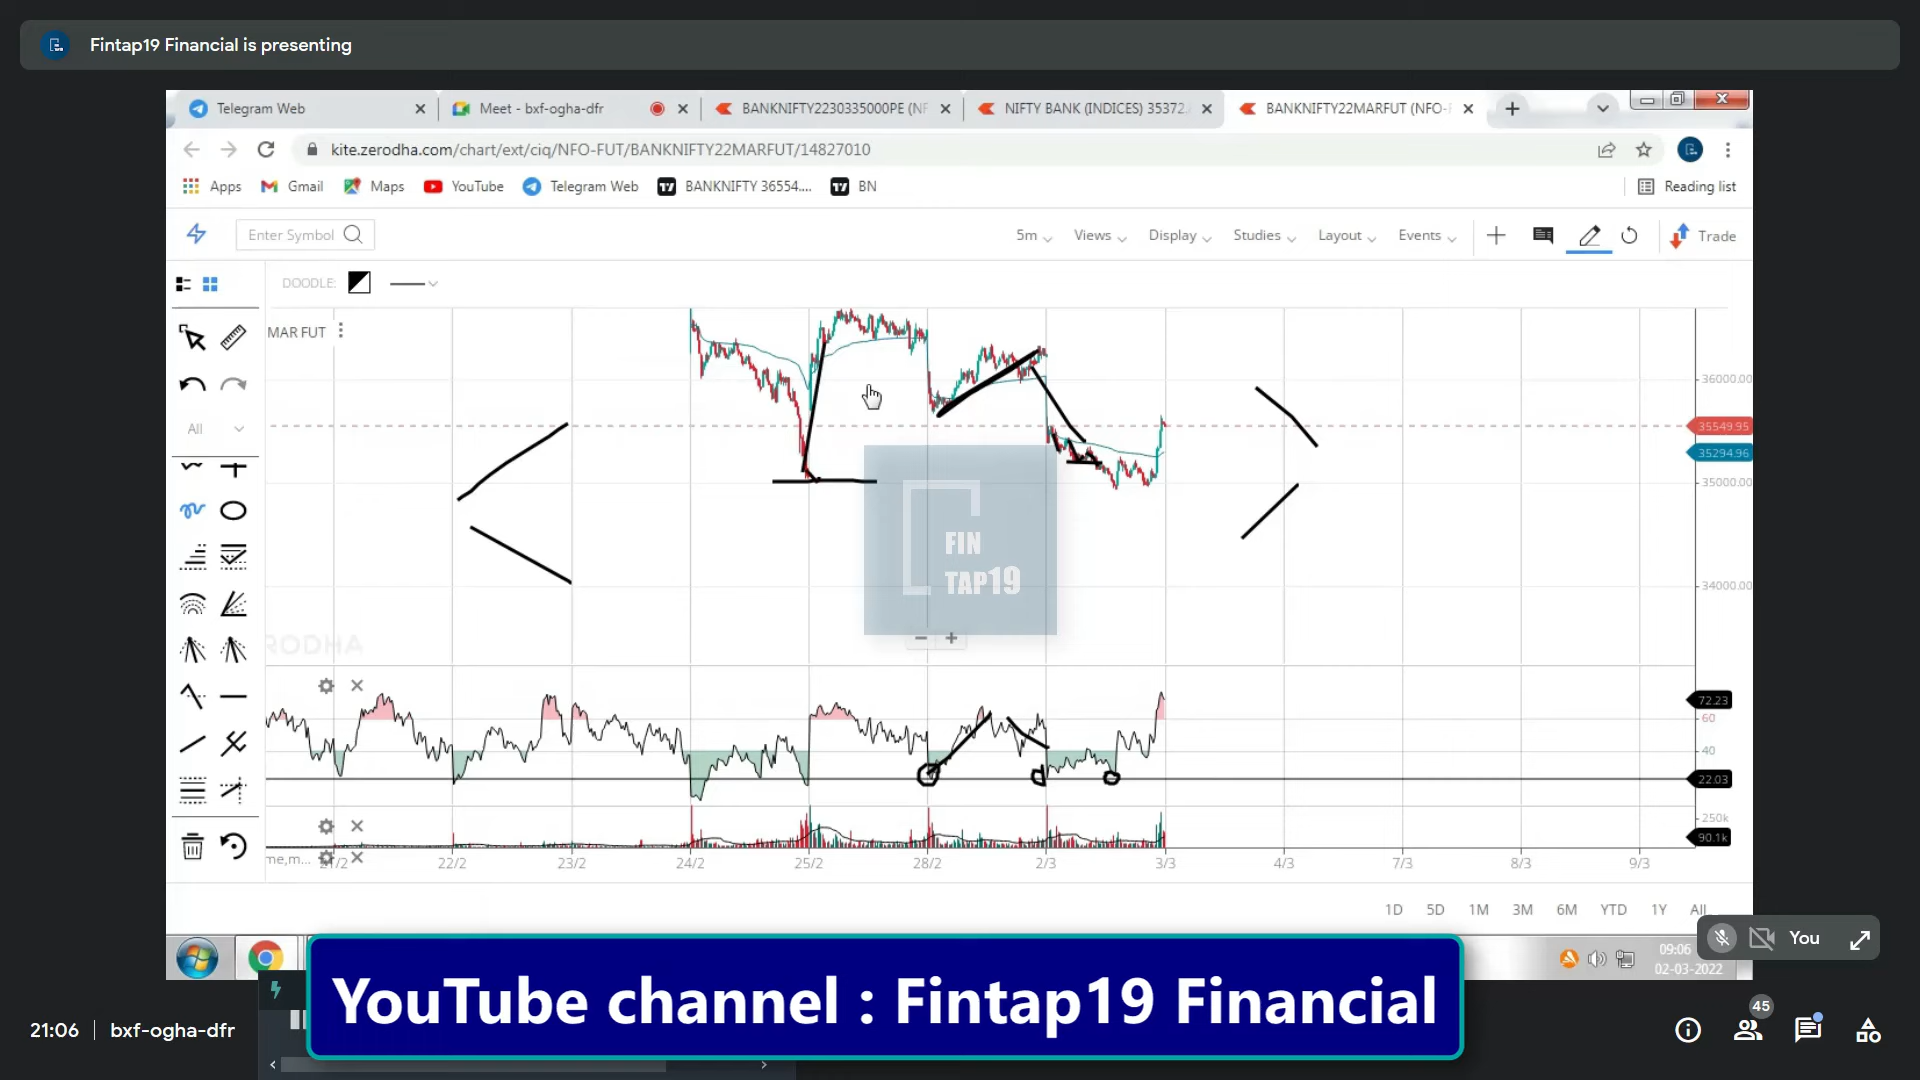 Fintap19 Financial is presenting
Telegram Web
Meet - bxf-ogha-dfr
BANKNIFTY2230335000PE (NF
NIFTY BANK (INDICES) 35372.
BANKNIFTY22MARFUT (NFO-
kite.zerodha.com/chart/ext/ciq/NFO-FUT/BANKNIFTY22MARFUT/14827010
Apps
Gmail
Maps
YouTube
Telegram Web
BANKNIFTY 36554....
BN
Reading list
Enter Symbol
5m
Views
Display
Studies
Layout
Events
Trade
DOODLE:
MAR FUT
All
36000.00
35549.95
35294.96
35000.00
34000.00
FIN
TAP19
RODHA
72.23
60
40
22.03
250k
90.1k
me,m...
21/2 22/2 23/2 24/2 25/2 28/2 2/3 3/3 4/3 7/3 8/3 9/3
1D 5D 1M 3M 6M YTD 1Y All
You
09:06
02-03-2022
YouTube channel : Fintap19 Financial
45
21:06 | bxf-ogha-dfr